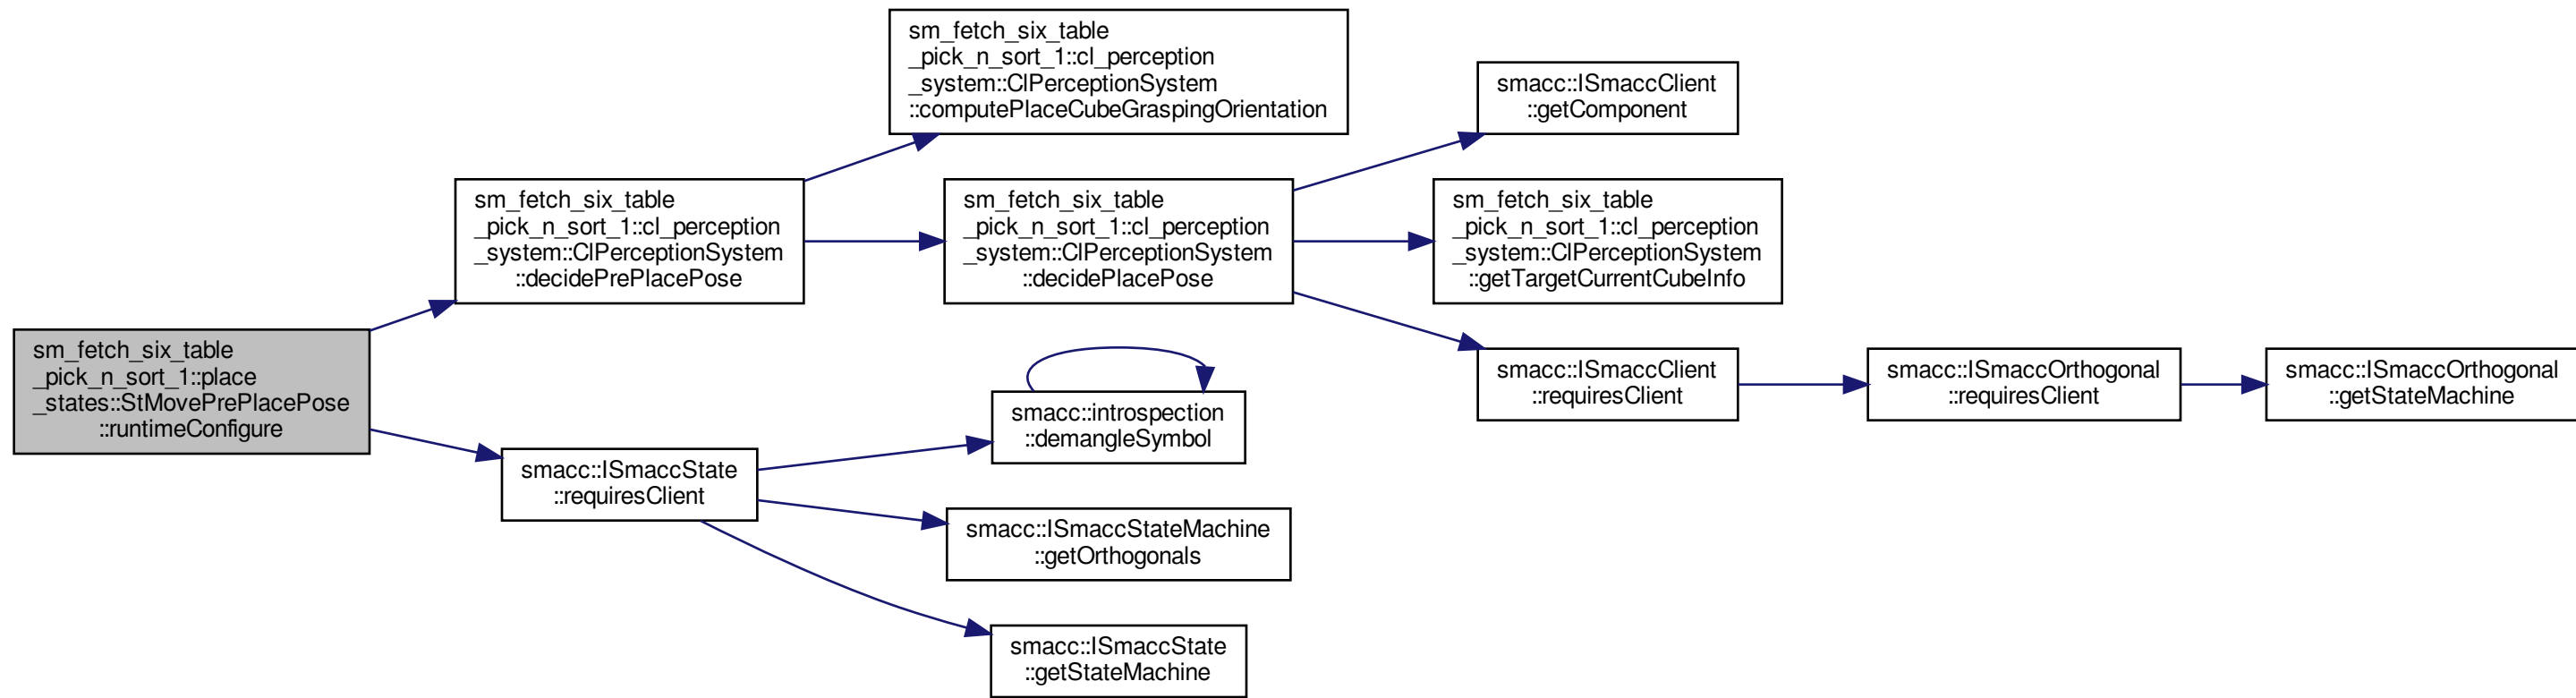 sm_fetch_six_table
_pick_n_sort_1::place
_states::StMovePrePlacePose
::runtimeConfigure
sm_fetch_six_table
_pick_n_sort_1::cl_perception
_system::ClPerceptionSystem
::decidePrePlacePose
sm_fetch_six_table
_pick_n_sort_1::cl_perception
_system::ClPerceptionSystem
::computePlaceCubeGraspingOrientation
sm_fetch_six_table
_pick_n_sort_1::cl_perception
_system::ClPerceptionSystem
::decidePlacePose
smacc::ISmaccClient
::getComponent
sm_fetch_six_table
_pick_n_sort_1::cl_perception
_system::ClPerceptionSystem
::getTargetCurrentCubeInfo
smacc::ISmaccClient
::requiresClient
smacc::ISmaccOrthogonal
::requiresClient
smacc::ISmaccOrthogonal
::getStateMachine
smacc::ISmaccState
::requiresClient
smacc::introspection
::demangleSymbol
smacc::ISmaccStateMachine
::getOrthogonals
smacc::ISmaccState
::getStateMachine